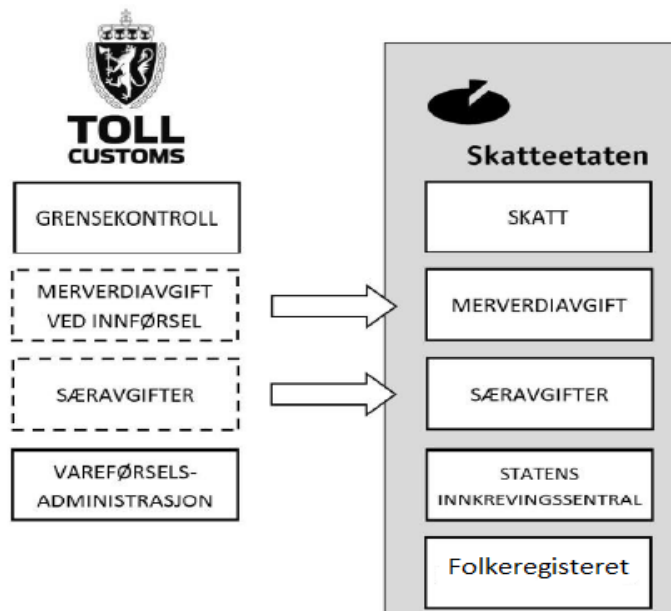 TOLL
CUSTOMS
GRENSEKONTROLL
MERVERDIAVGIFT
VED INNFØRSEL
SÆRAVGIFTER
VAREFØRSELS-
ADMINISTRASJON
Skatteetaten
SKATT
MERVERDIAVGIFT
SÆRAVGIFTER
STATENS
INNKREVINGSSENTRAL
Folkeregisteret